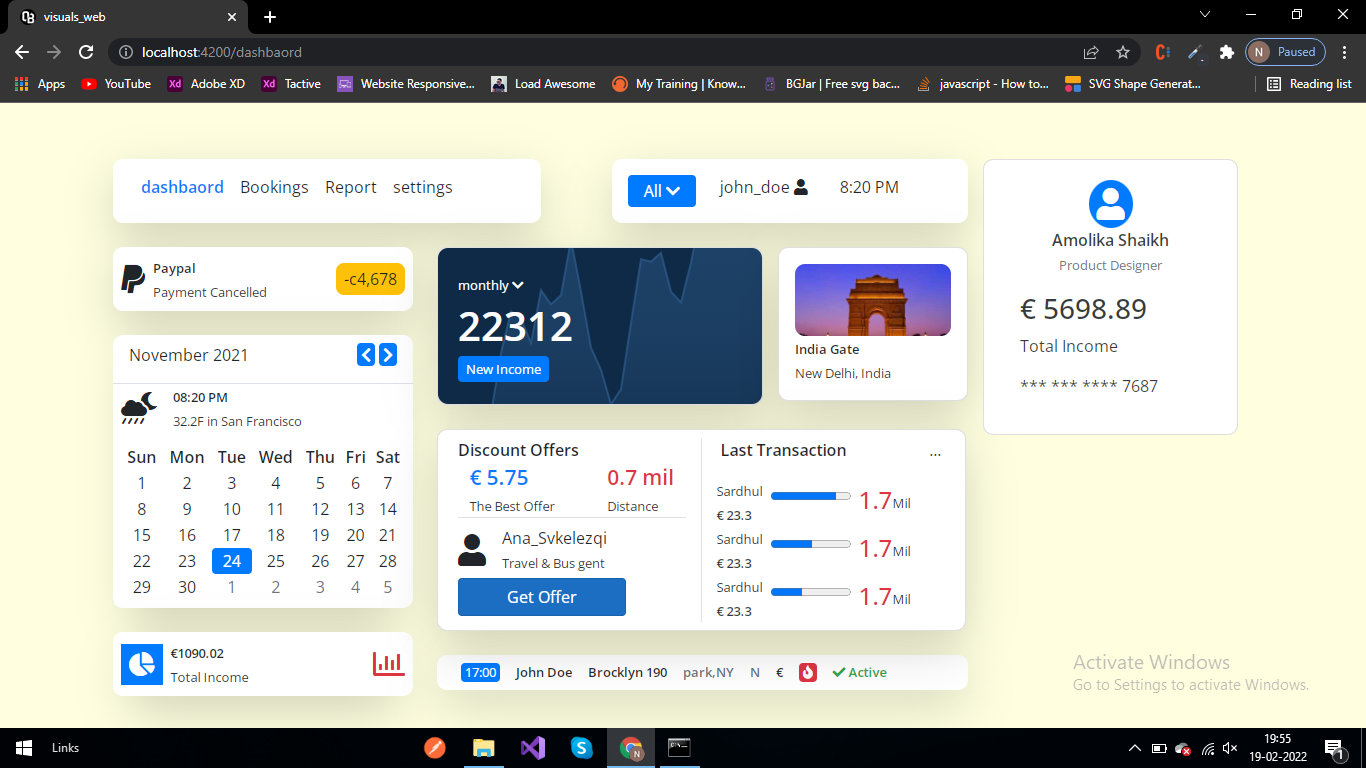 visuals_web
localhost:4200/dashbaord
N Paused
Apps YouTube Adobe XD Tactive Website Responsive... Load Awesome My Training | Know... BGJar | Free svg bac... javascript - How to... SVG Shape Generat... Reading list
dashbaord Bookings Report settings
All john_doe 8:20 PM
Amolika Shaikh
Product Designer
€ 5698.89
Total Income
*** *** **** 7687
Paypal
Payment Cancelled
-c4,678
November 2021
08:20 PM
32.2F in San Francisco
Sun Mon Tue Wed Thu Fri Sat
1 2 3 4 5 6 7
8 9 10 11 12 13 14
15 16 17 18 19 20 21
22 23 24 25 26 27 28
29 30 1 2 3 4 5
€1090.02
Total Income
monthly
22312
New Income
India Gate
New Delhi, India
Discount Offers
€ 5.75 0.7 mil
The Best Offer Distance
Ana_Svkelezqi
Travel & Bus gent
Get Offer
Last Transaction ...
Sardhul 1.7Mil
€ 23.3
Sardhul 1.7Mil
€ 23.3
Sardhul 1.7Mil
€ 23.3
17:00 John Doe Brocklyn 190 park,NY N € Active
Activate Windows
Go to Settings to activate Windows.
Links
19:55
19-02-2022
1